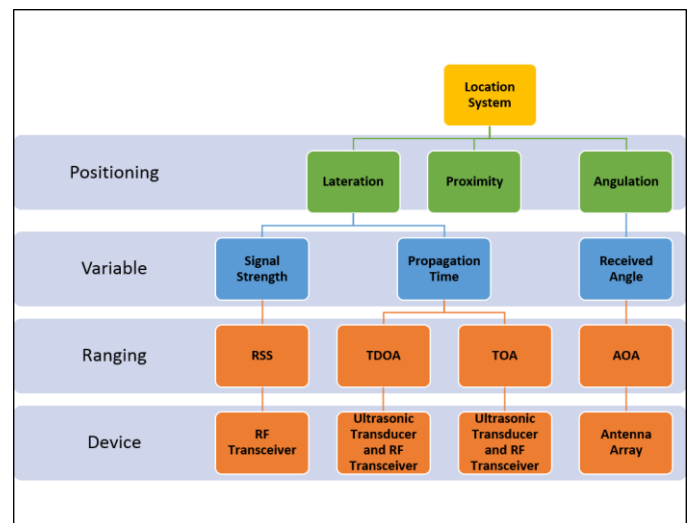 Location
System
Positioning
Lateration
Proximity
Angulation
Variable
Signal
Strength
Propagation
Time
Received
Angle
Ranging
RSS
TDOA
TOA
AOA
Device
RF
Transceiver
Ultrasonic
Transducer
and RF
Transceiver
Ultrasonic
Transducer
and RF
Transceiver
Antenna
Array